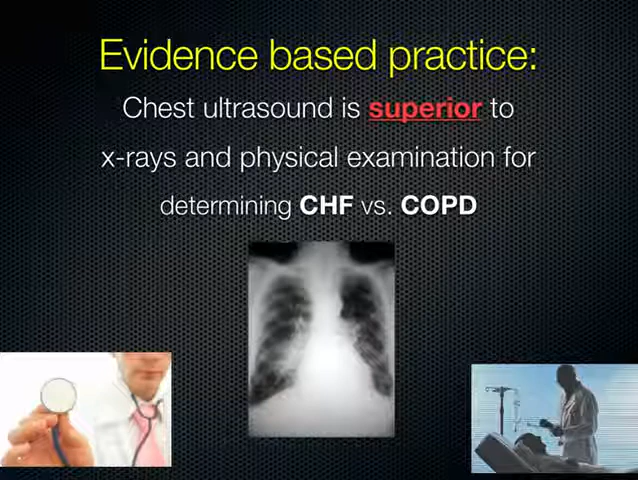 Evidence based practice:
Chest ultrasound is superior to
x-rays and physical examination for
determining CHF vs. COPD